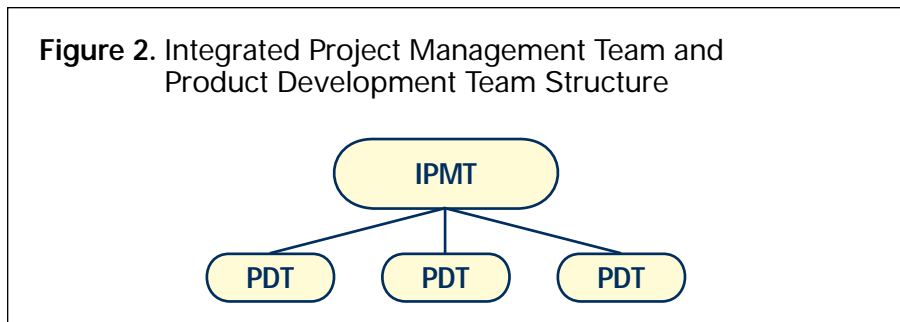 Figure 2. Integrated Project Management Team and
Product Development Team Structure
IPMT
PDT PDT PDT